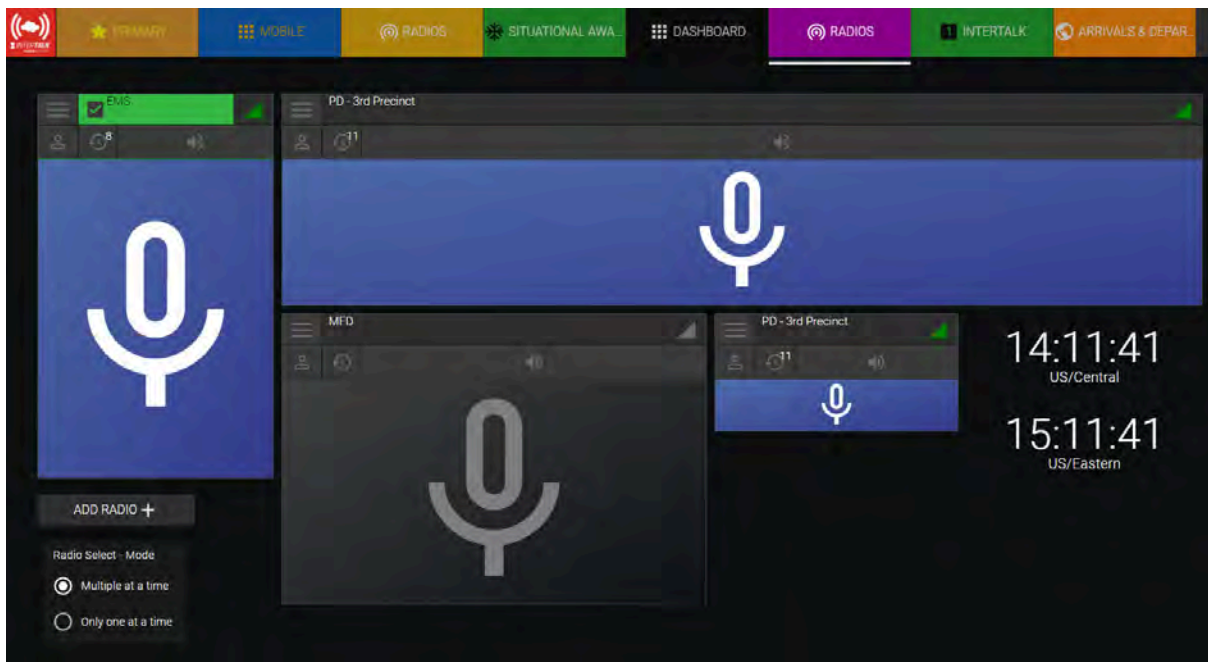 INTERTALK
PRIMARY
MOBILE
RADIOS
SITUATIONAL AWA...
DASHBOARD
RADIOS
1 INTERTALK
ARRIVALS & DEPAR...
EMS
8
PD - 3rd Precinct
11
MFD
PD - 3rd Precinct
11
14:11:41
US/Central
15:11:41
US/Eastern
ADD RADIO +
Radio Select - Mode
Multiple at a time
Only one at a time